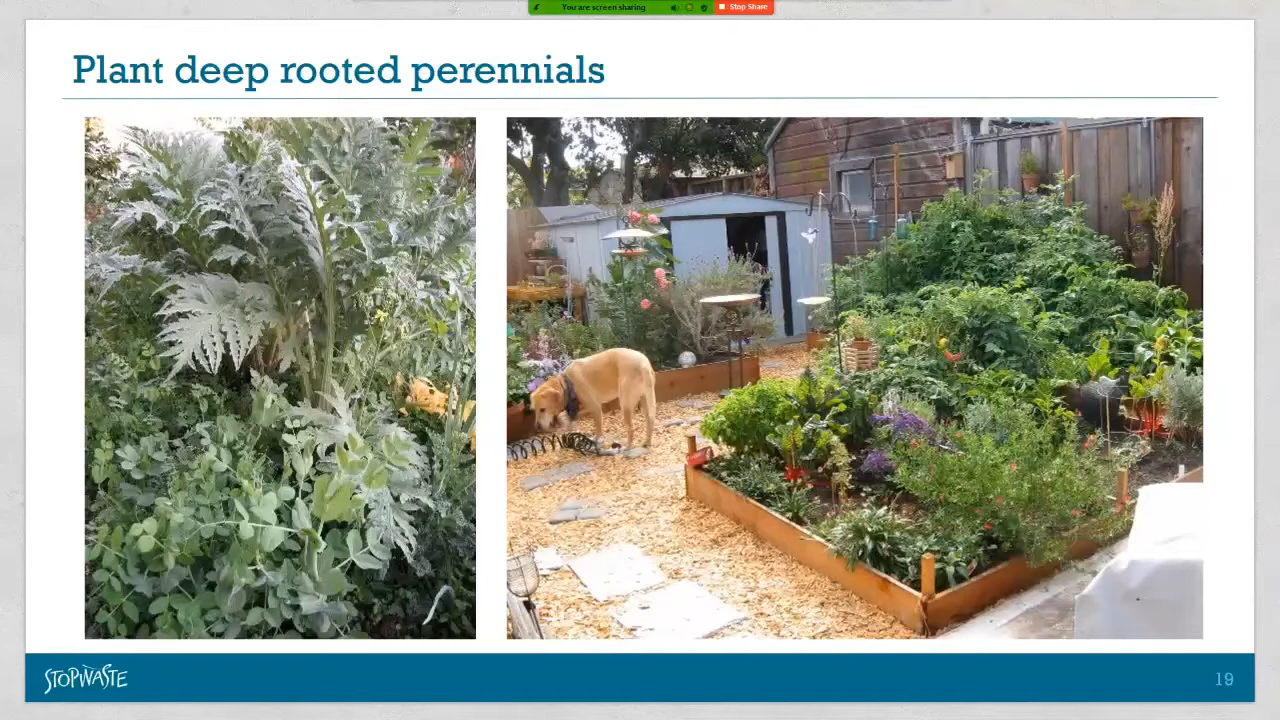 You are screen sharing
Stop Share
Plant deep rooted perennials
STOPWASTE
19